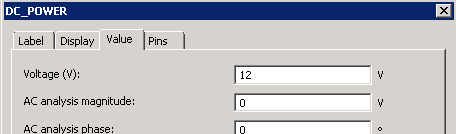 DC_POWER
Label Display Value Pins
Voltage (V): 12 V
AC analysis magnitude: 0 V
AC analysis phase: 0 °